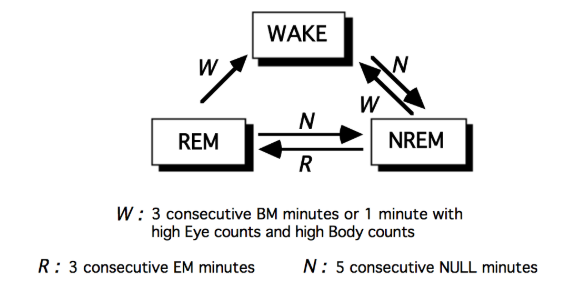 WAKE
W
N
W
REM
N
R
NREM
W : 3 consecutive BM minutes or 1 minute with
high Eye counts and high Body counts
R : 3 consecutive EM minutes
N : 5 consecutive NULL minutes